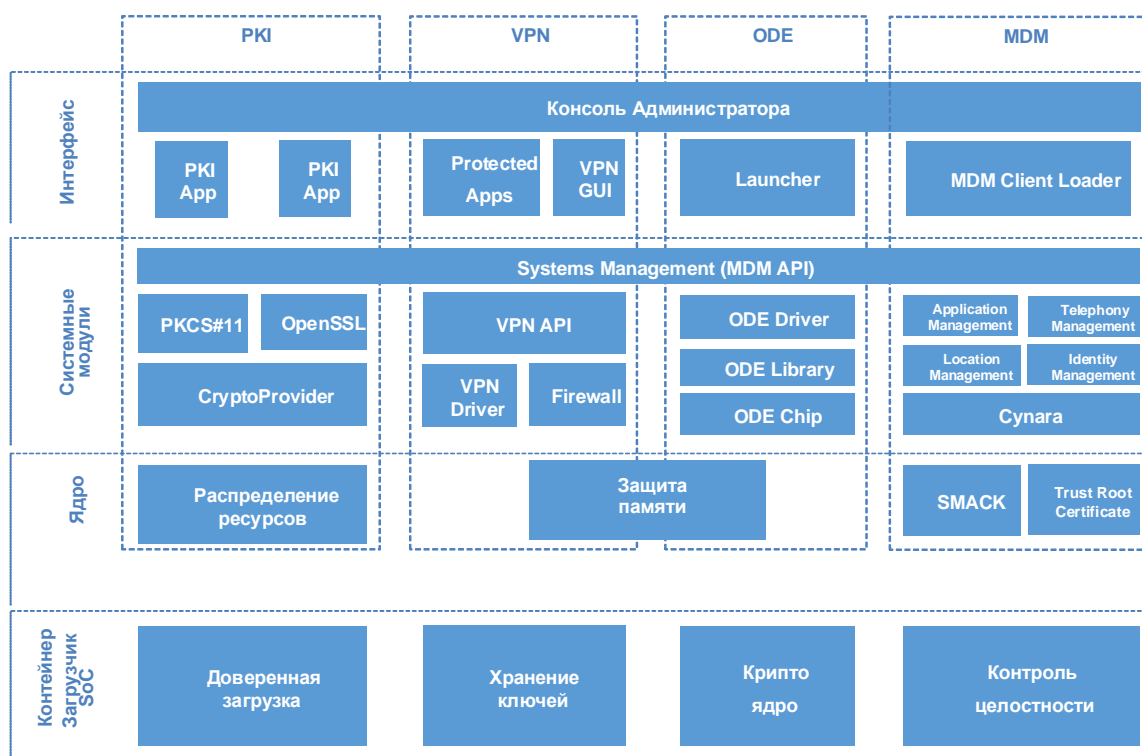 PKI
VPN
ODE
MDM
Интерфейс
Консоль Администратора
PKI
App
PKI
App
Protected
Apps
VPN
GUI
Launcher
MDM Client Loader
Системные
модули
Systems Management (MDM API)
PKCS#11
OpenSSL
VPN API
ODE Driver
Application
Management
Telephony
Management
CryptoProvider
VPN
Driver
Firewall
ODE Library
Location
Management
Identity
Management
ODE Chip
Cynara
Ядро
Распределение
ресурсов
Защита
памяти
SMACK
Trust Root
Certificate
Контейнер
Загрузчик
SoC
Доверенная
загрузка
Хранение
ключей
Крипто
ядро
Контроль
целостности